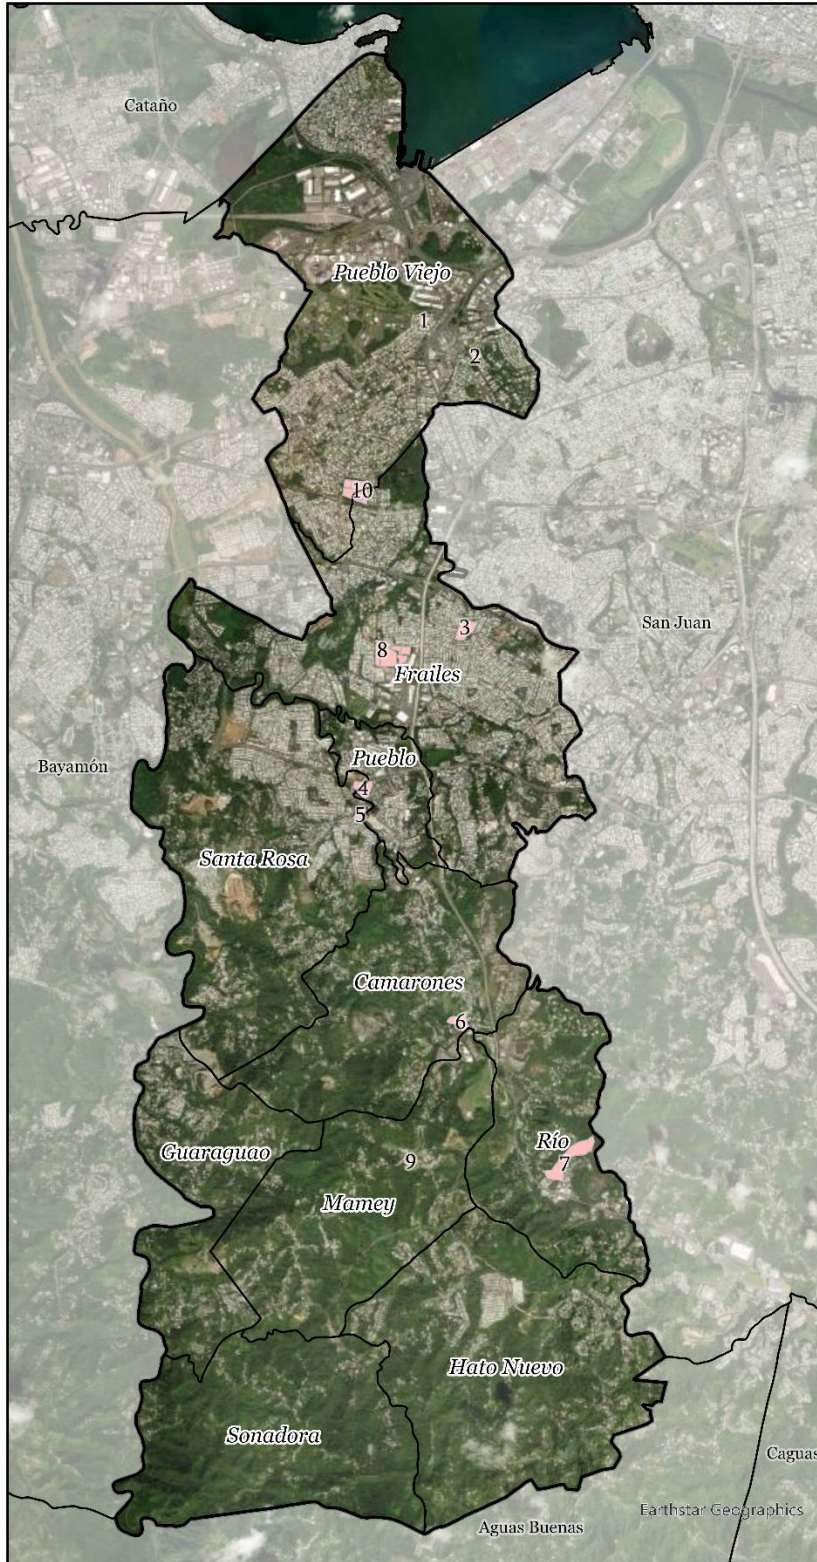 Cataño
Pueblo Viejo
1
2
10
San Juan
3
8
Frailes
Pueblo
Bayamón
4
5
Santa Rosa
Camarones
6
Río
Guaraguao
9
7
Mamey
Hato Nuevo
Sonadora
Caguas
Earthstar Geographics
Aguas Buenas